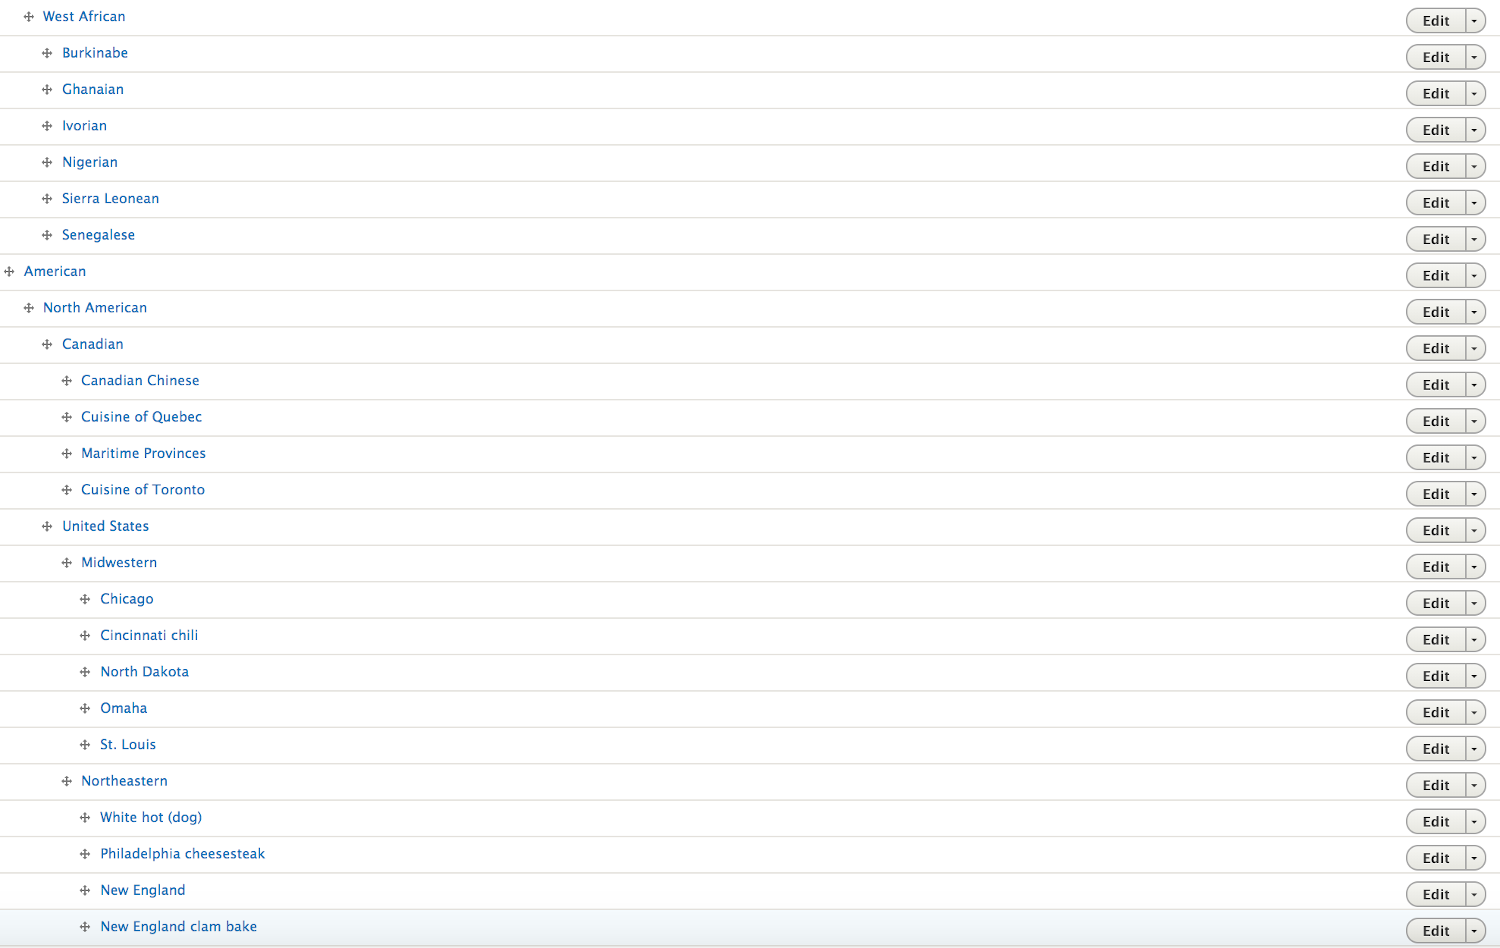 West African Edit
Burkinabe Edit
Ghanaian Edit
Ivorian Edit
Nigerian Edit
Sierra Leonean Edit
Senegalese Edit
American Edit
North American Edit
Canadian Edit
Canadian Chinese Edit
Cuisine of Quebec Edit
Maritime Provinces Edit
Cuisine of Toronto Edit
United States Edit
Midwestern Edit
Chicago Edit
Cincinnati chili Edit
North Dakota Edit
Omaha Edit
St. Louis Edit
Northeastern Edit
White hot (dog) Edit
Philadelphia cheesesteak Edit
New England Edit
New England clam bake Edit